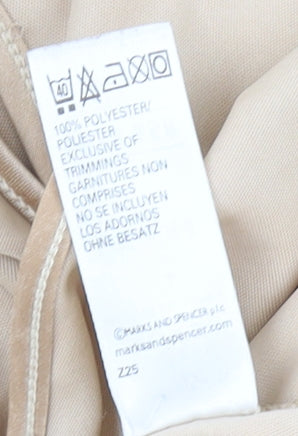 40
100% POLYESTER/
POLIESTER
EXCLUSIVE OF
TRIMMINGS
GARNITURES NON
COMPRISES
NO SE INCLUYEN
LOS ADORNOS
OHNE BESATZ
©MARKS AND SPENCER p.l.c
marksandspencer.com
Z25